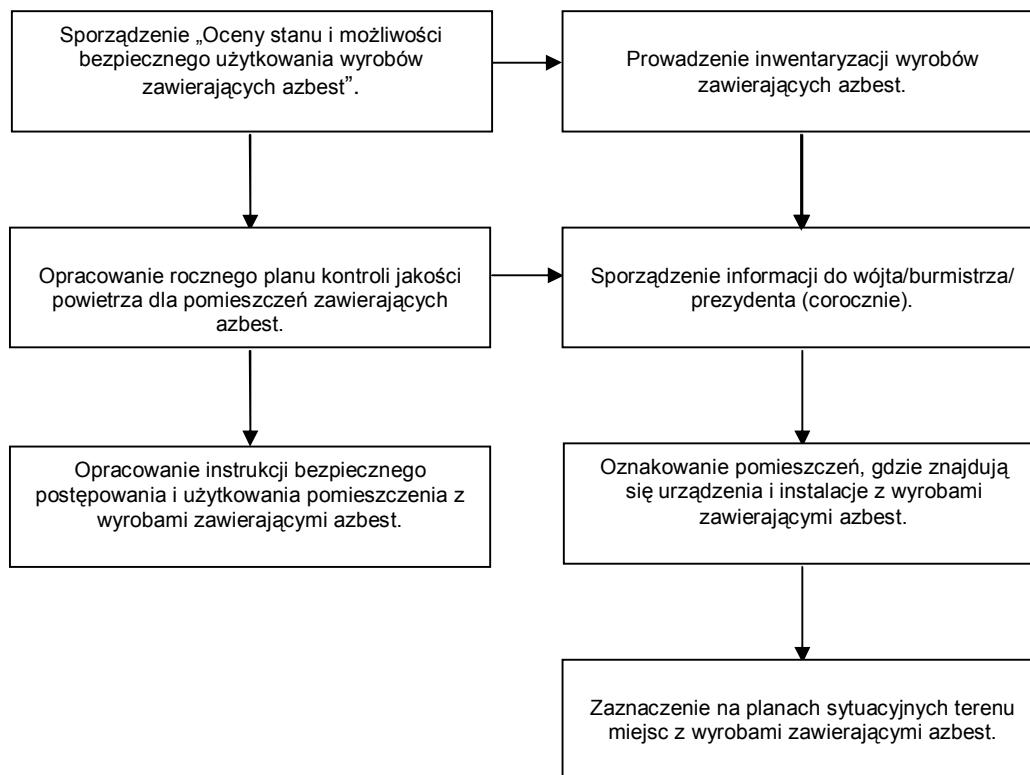 Sporządzenie „Oceny stanu i możliwości
bezpiecznego użytkowania wyrobów
zawierających azbest”.
Prowadzenie inwentaryzacji wyrobów
zawierających azbest.
Opracowanie rocznego planu kontroli jakości
powietrza dla pomieszczeń zawierających
azbest.
Sporządzenie informacji do wójta/burmistrza/
prezydenta (corocznie).
Opracowanie instrukcji bezpiecznego
postępowania i użytkowania pomieszczenia z
wyrobami zawierającymi azbest.
Oznakowanie pomieszczeń, gdzie znajdują
się urządzenia i instalacje z wyrobami
zawierającymi azbest.
Zaznaczenie na planach sytuacyjnych terenu
miejsc z wyrobami zawierającymi azbest.